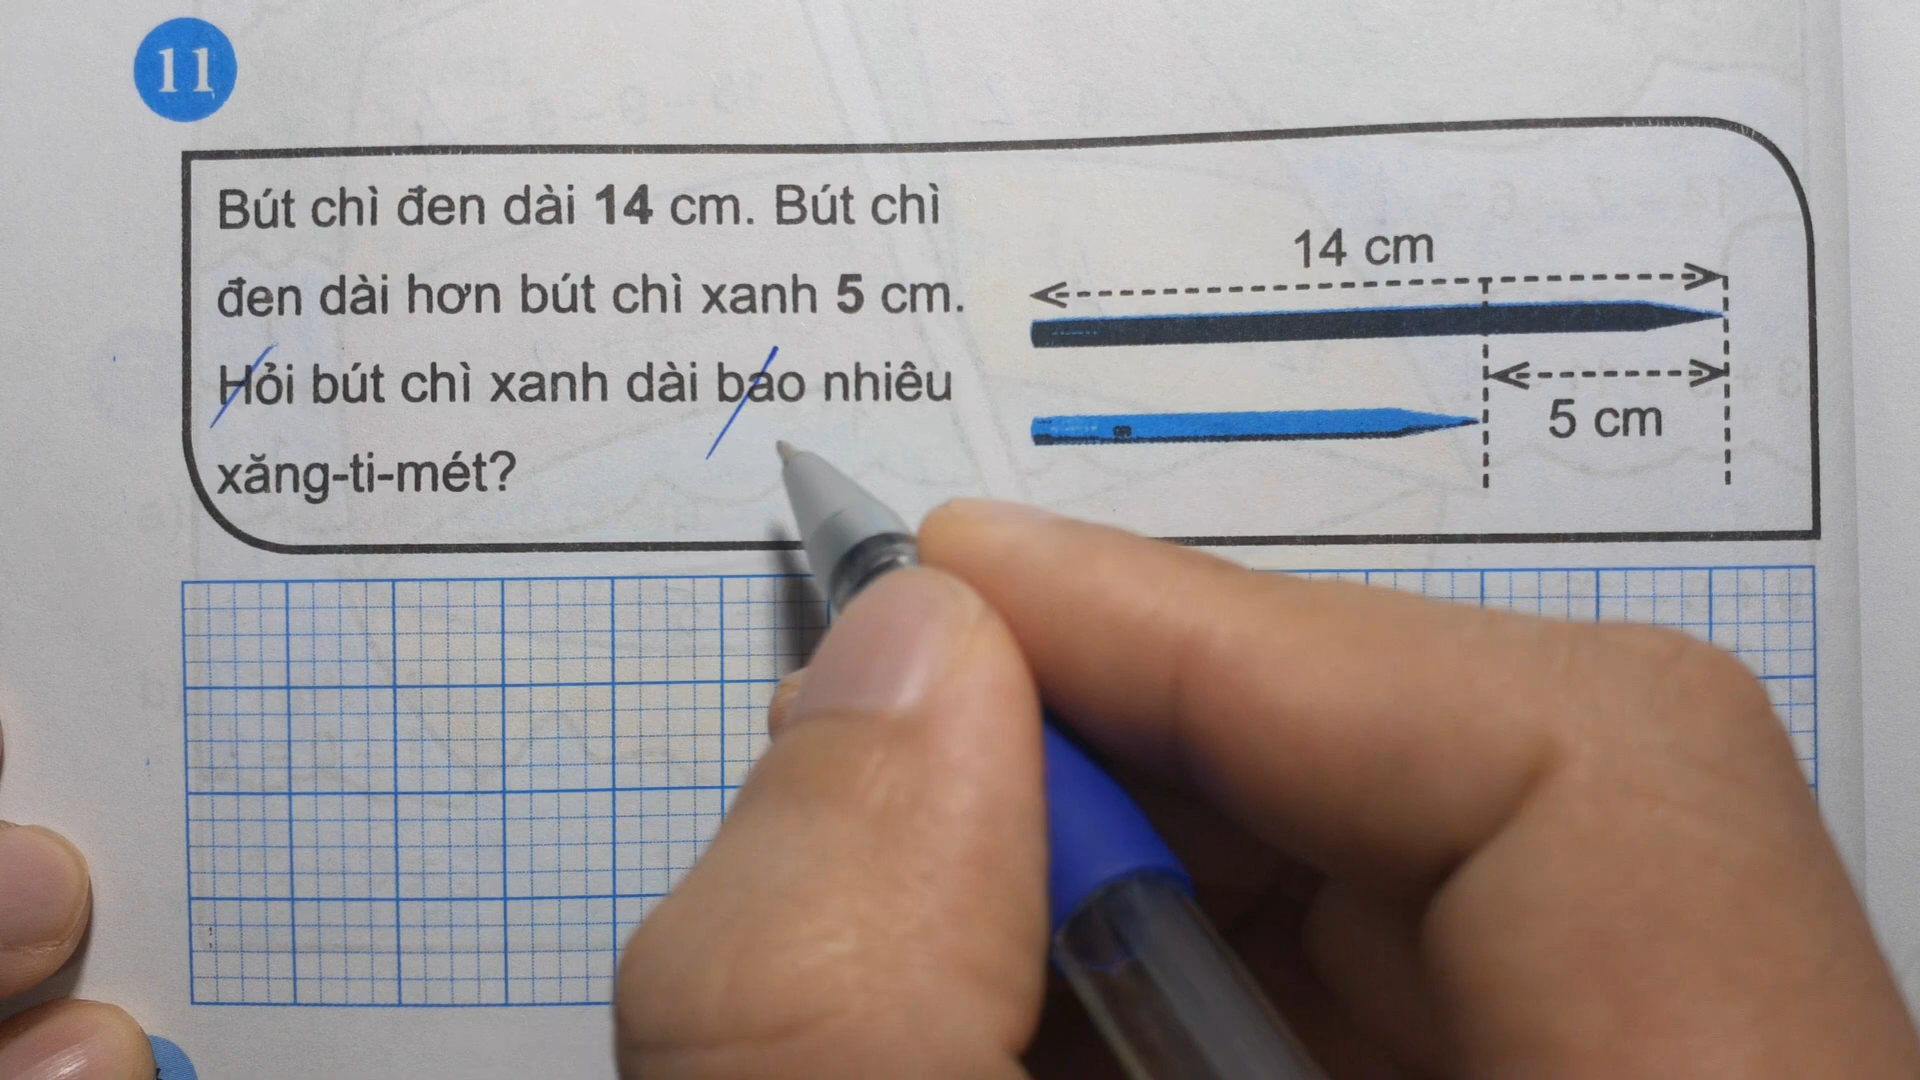 11
Bút chì đen dài 14 cm. Bút chì
đen dài hơn bút chì xanh 5 cm.
Hỏi bút chì xanh dài bao nhiêu
xăng-ti-mét?
14 cm
5 cm